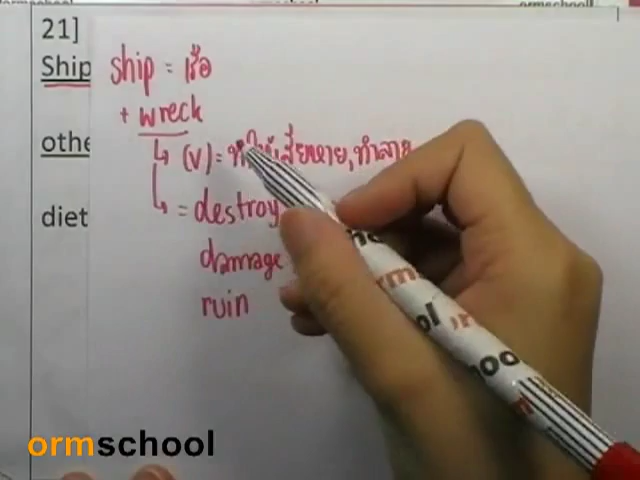 ormschool
21]
Ship
ship = เรือ
+ wreck
(v) = ทำให้เสียหาย, ทำลาย
othe
= destroy
diet
damage
ruin
ormschool